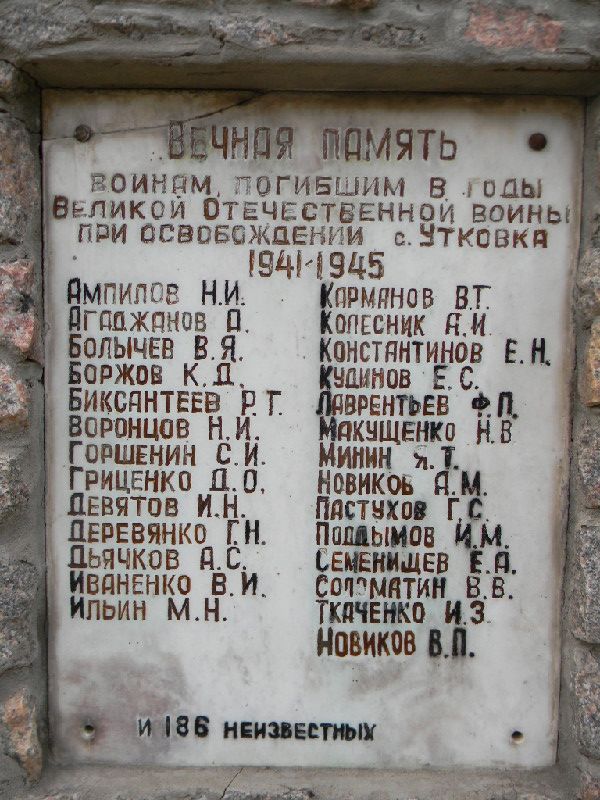 Вечная память
воинам, погибшим в годы
Великой Отечественной войны
при освобождении с. Утковка
1941-1945
Ампилов Н.И.
Агаджанов А.
Болычев В.Я.
Боржов К.Д.
Биксантеев Р.Г.
Воронцов Н.И.
Горшенин С.И.
Гриценко Д.О.
Девятов И.Н.
Деревянко Г.Н.
Дьячков А.С.
Иваненко В.И.
Ильин М.Н.
Карманов В.Г.
Колесник А.И.
Константинов Е.Н.
Кудинов Е.С.
Лаврентьев Ф.П.
Макущенко Н.В
Минин Я.Т.
Новиков А.М.
Пастухов Г.С.
Поддымов И.М.
Семенищев Е.А.
Соломатин В.В.
Ткаченко И.З.
Новиков В.П.
и 186 неизвестных